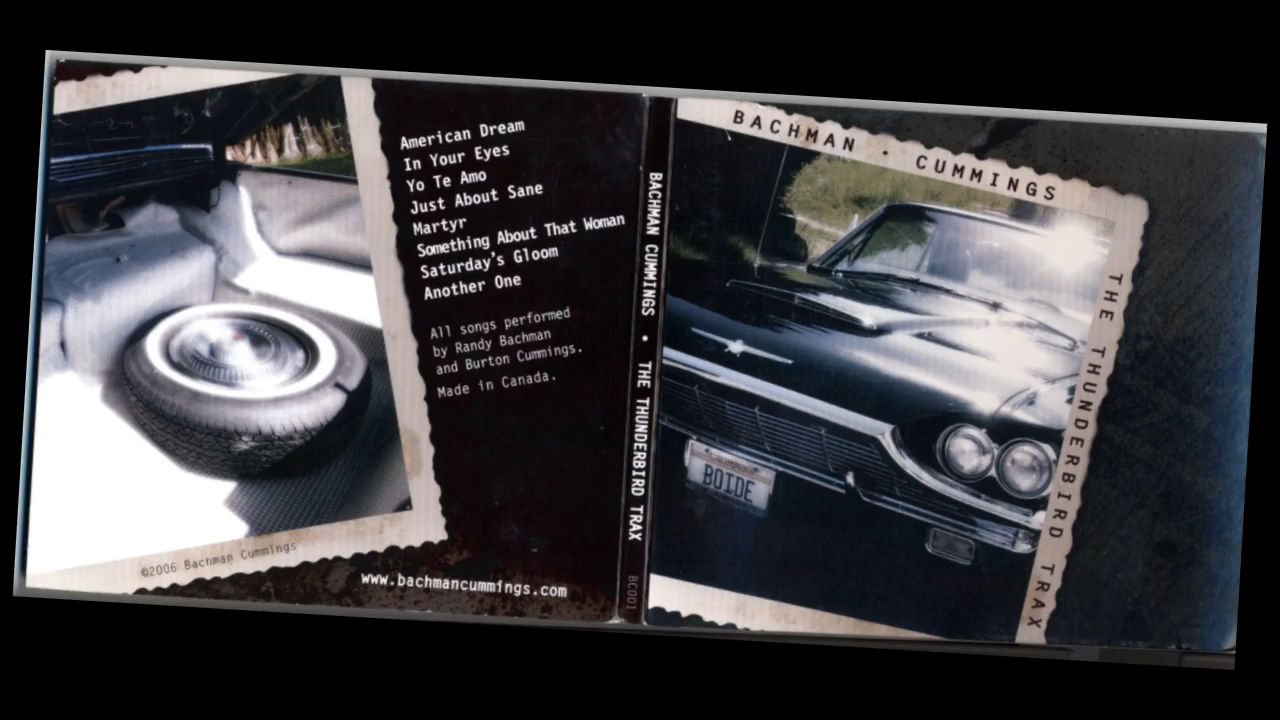 American Dream
In Your Eyes
Yo Te Amo
Just About Sane
Martyr
Something About That Woman
Saturday's Gloom
Another One
All songs performed
by Randy Bachman
and Burton Cummings.
Made in Canada.
©2006 Bachman Cummings
www.bachmancummings.com
BACHMAN CUMMINGS • THE THUNDERBIRD TRAX
BC001
BACHMAN • CUMMINGS
THE THUNDERBIRD TRAX
BOIDE